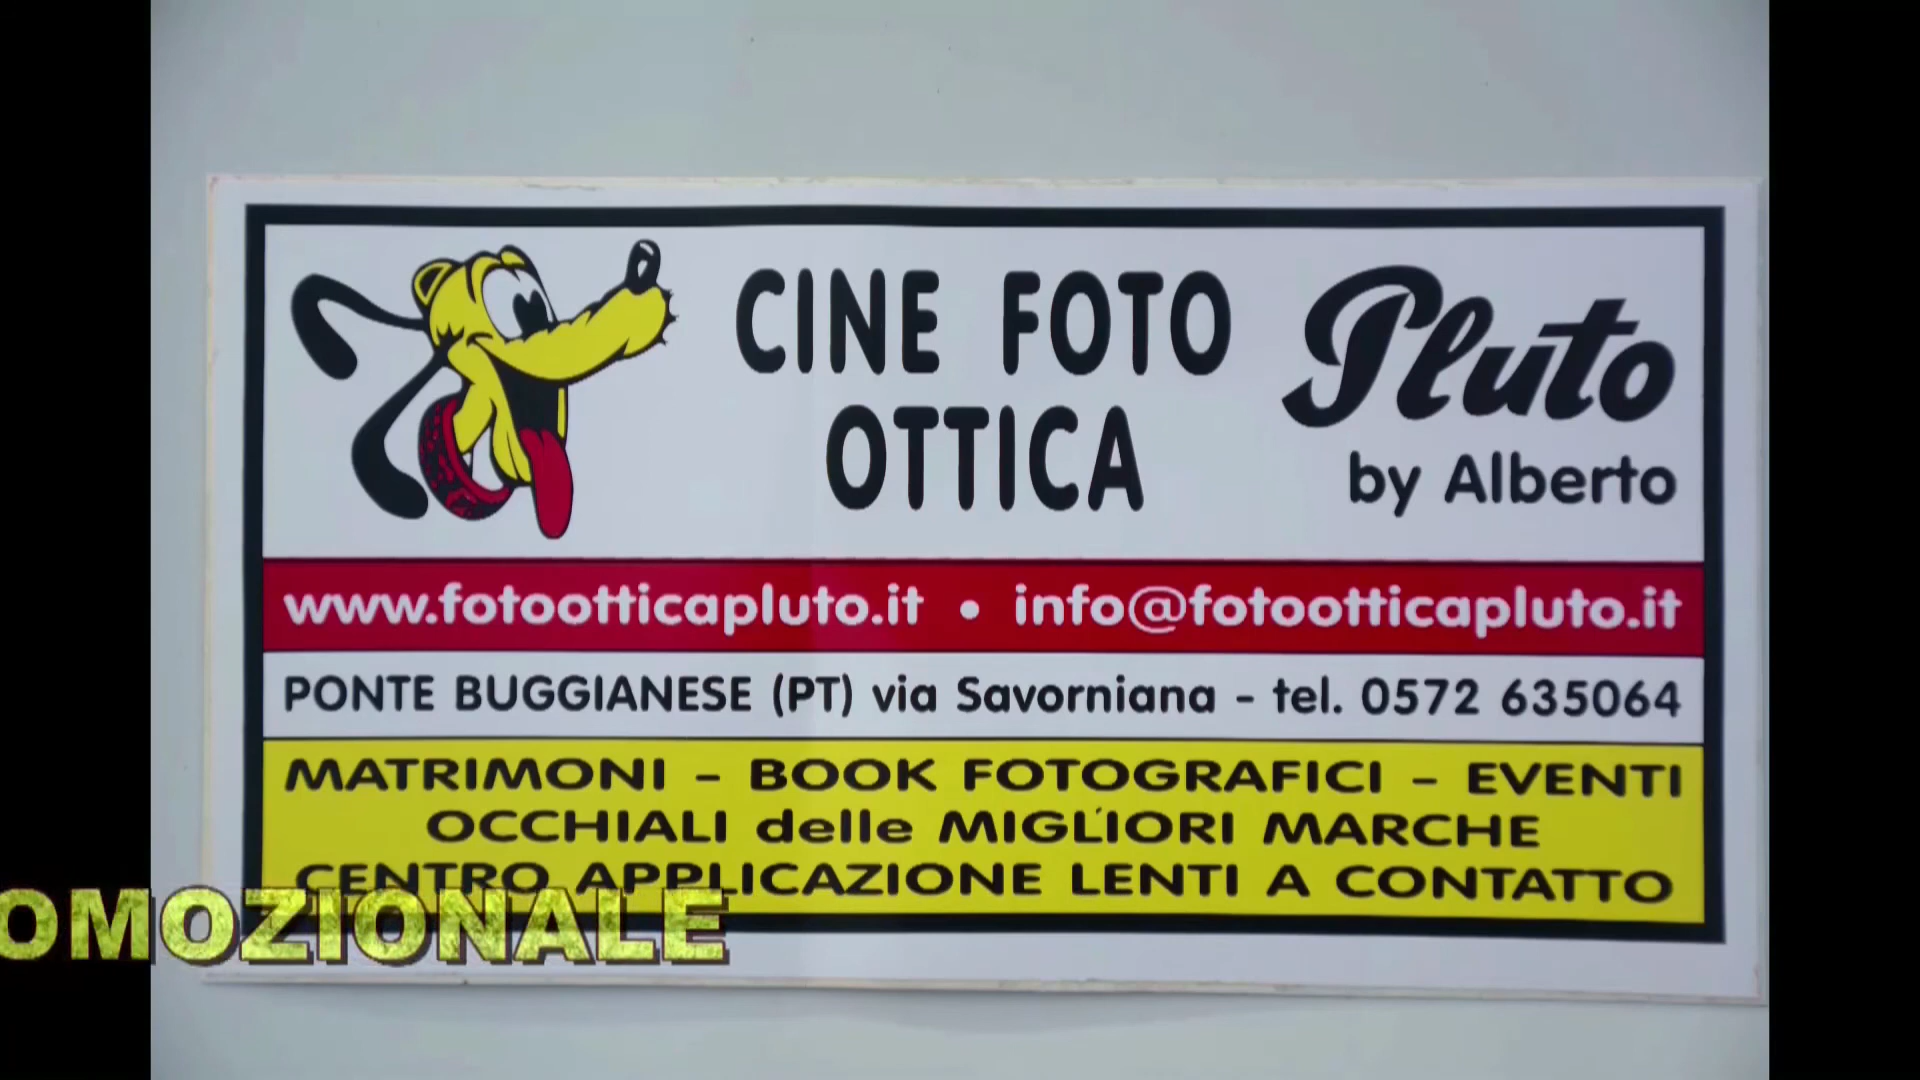 CINE FOTO
OTTICA
Pluto
by Alberto
www.fotootticapluto.it • info@fotootticapluto.it
PONTE BUGGIANESE (PT) via Savorniana - tel. 0572 635064
MATRIMONI - BOOK FOTOGRAFICI - EVENTI
OCCHIALI delle MIGLIORI MARCHE
CENTRO APPLICAZIONE LENTI A CONTATTO
OMOZIONALE